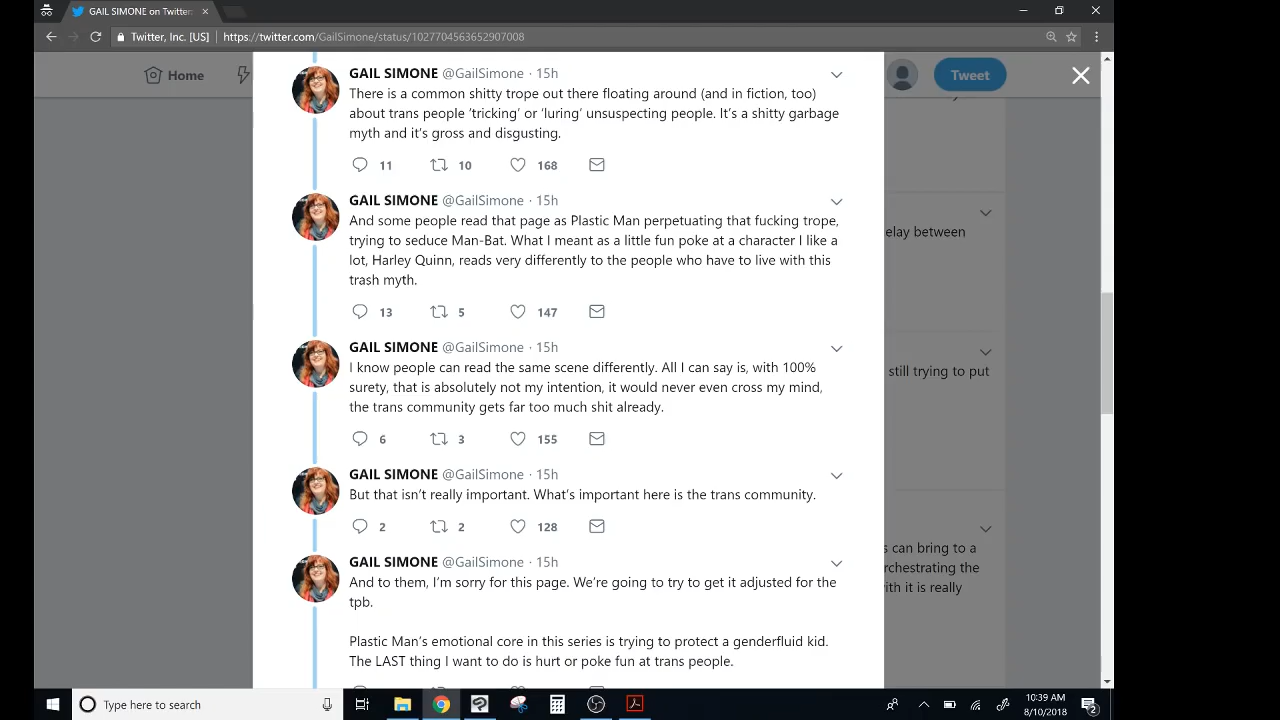 GAIL SIMONE on Twitter:
Twitter, Inc. [US] | https://twitter.com/GailSimone/status/1027704563652907008
Home
Tweet
GAIL SIMONE @GailSimone · 15h
There is a common shitty trope out there floating around (and in fiction, too)
about trans people ‘tricking’ or ‘luring’ unsuspecting people. It’s a shitty garbage
myth and it’s gross and disgusting.
11 10 168
GAIL SIMONE @GailSimone · 15h
And some people read that page as Plastic Man perpetuating that fucking trope,
trying to seduce Man-Bat. What I meant as a little fun poke at a character I like a
lot, Harley Quinn, reads very differently to the people who have to live with this
trash myth.
13 5 147
elay between
GAIL SIMONE @GailSimone · 15h
I know people can read the same scene differently. All I can say is, with 100%
surety, that is absolutely not my intention, it would never even cross my mind,
the trans community gets far too much shit already.
6 3 155
still trying to put
GAIL SIMONE @GailSimone · 15h
But that isn’t really important. What’s important here is the trans community.
2 2 128
GAIL SIMONE @GailSimone · 15h
And to them, I’m sorry for this page. We’re going to try to get it adjusted for the
tpb.
Plastic Man’s emotional core in this series is trying to protect a genderfluid kid.
The LAST thing I want to do is hurt or poke fun at trans people.
s can bring to a
rchestrating the
ith it is really
Type here to search
10:39 AM
8/10/2018
2